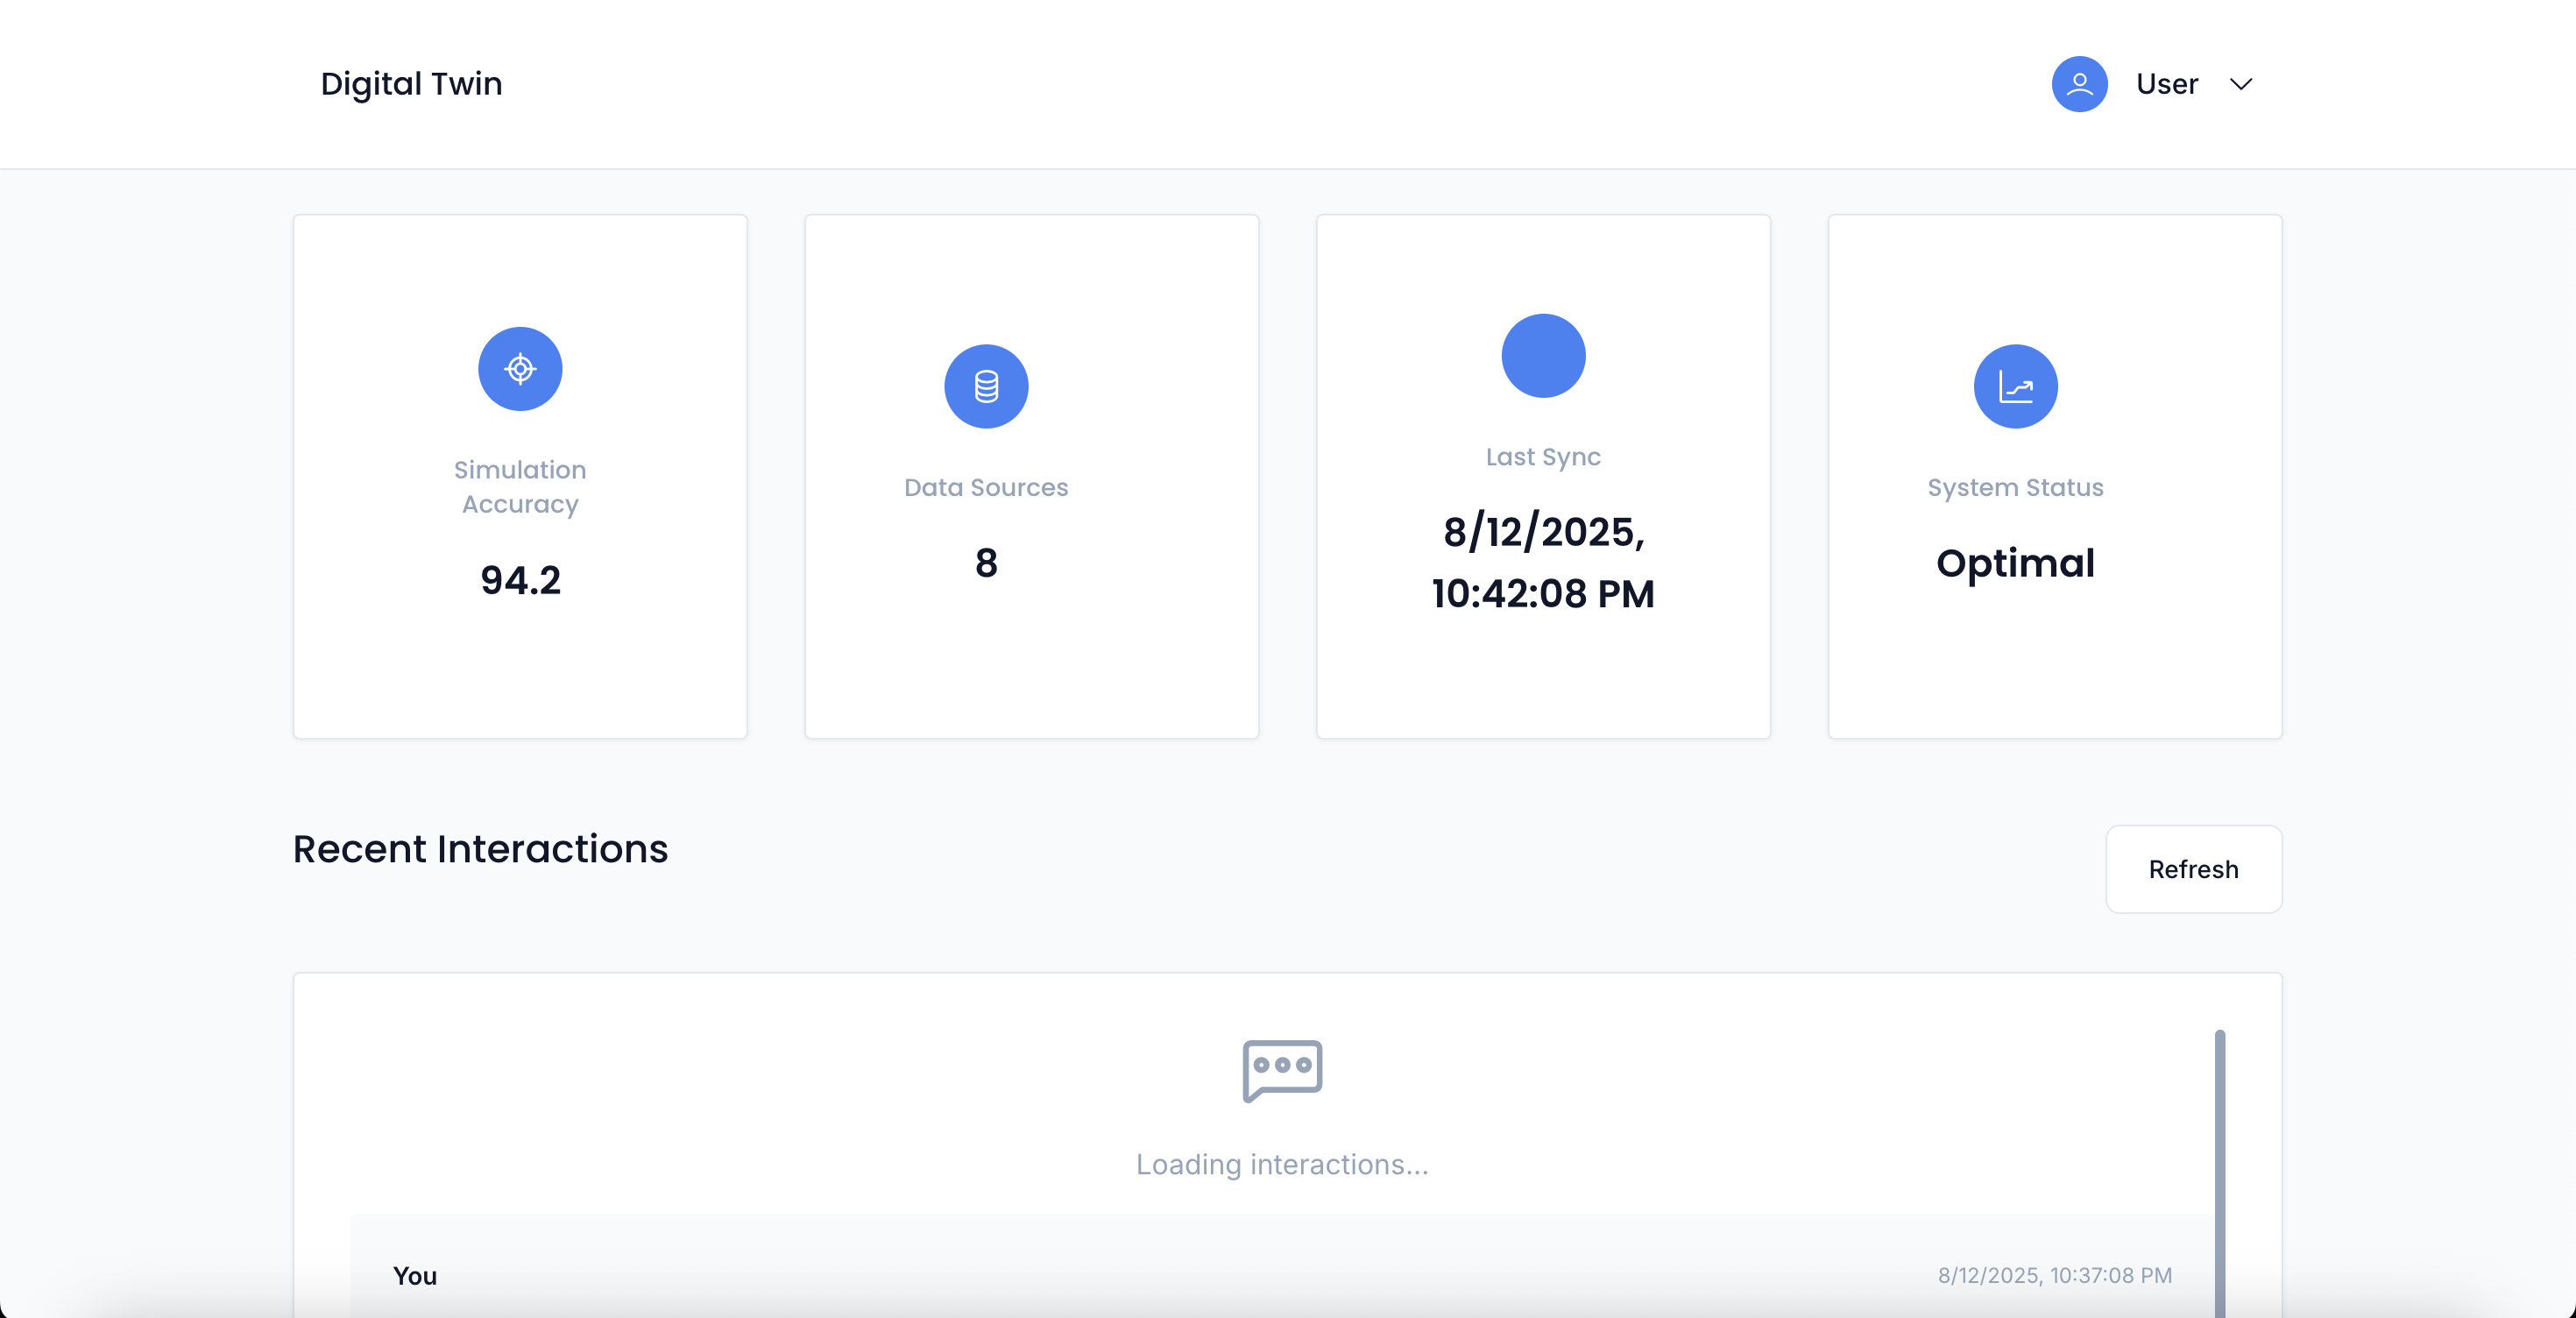 Digital Twin
User
Simulation
Accuracy
94.2
Data Sources
8
Last Sync
8/12/2025,
10:42:08 PM
System Status
Optimal
Recent Interactions
Refresh
Loading interactions...
You
8/12/2025, 10:37:08 PM